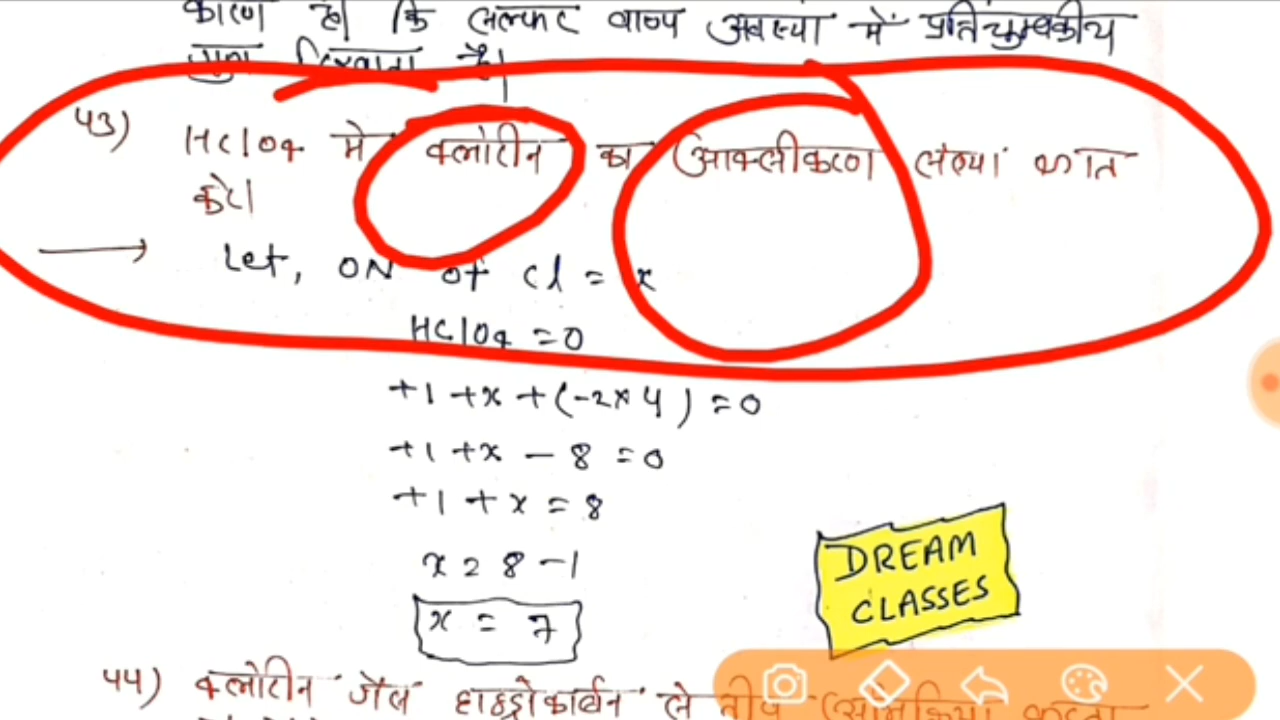 कारण है। कि सल्फर वाष्प अवस्था में प्रतिचुम्बकीय
गुण दिखाता है।
43) HClO4 में क्लोरीन का आक्सीकरण संख्या ज्ञात
करें।
→ Let, ON of Cl = x
HClO4 = 0
+1 + x + (-2×4) = 0
+1 + x - 8 = 0
+1 + x = 8
x = 8 - 1
x = 7
DREAM
CLASSES
44) क्लोरीन जैसे हाइड्रोकार्बन से तीव्र